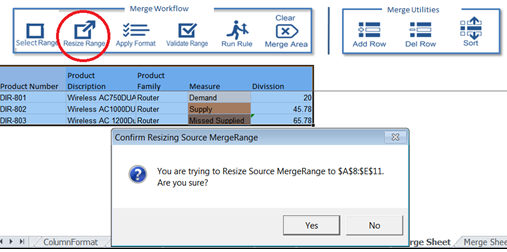 Merge Workflow
Merge Utilities
Select Range
Resize Range
Apply Format
Validate Range
Run Rule
Clear
Merge Area
Add Row
Del Row
Sort
Product Number
Product
Discription
Product
Family
Measure
Division
DIR-801 Wireless AC750DUA Router Demand 20
DIR-802 Wireless AC1000DU Router Supply 45.78
DIR-803 Wireless AC 1200Du Router Missed Supplied 65.78
Confirm Resizing Source MergeRange
You are trying to Resize Source MergeRange to $A$8:$E$11.
Are you sure?
Yes No
ColumnFormat
rge Sheet
Merge Shee